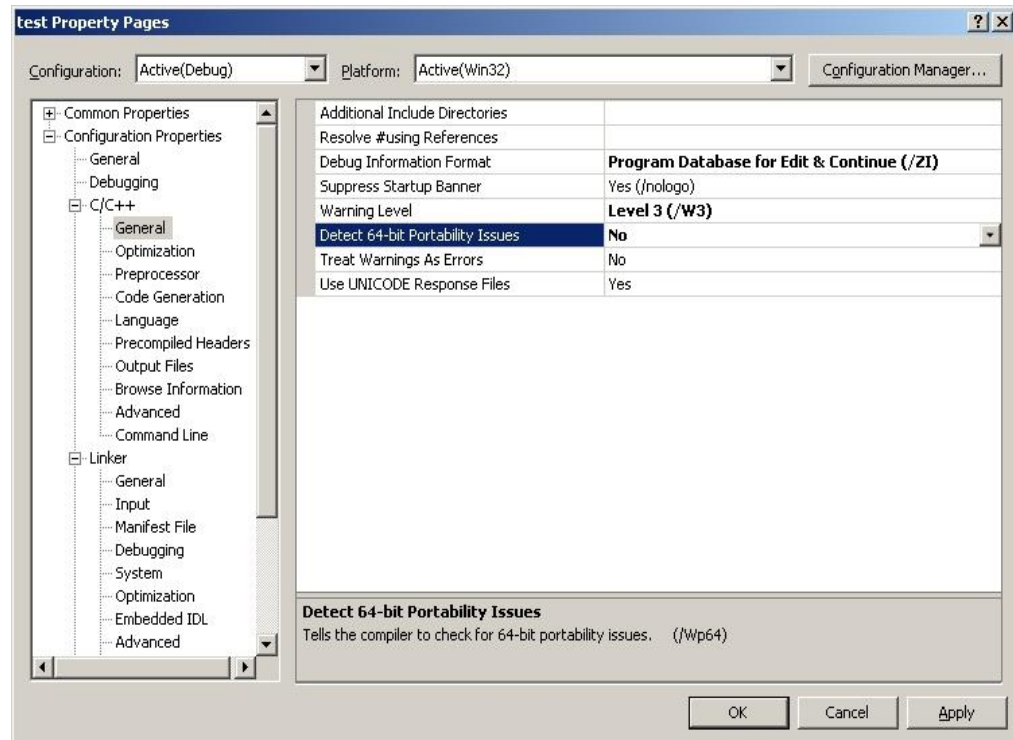 test Property Pages
Configuration: Active(Debug) Platform: Active(Win32) Configuration Manager...
Common Properties
Configuration Properties
General
Debugging
C/C++
General
Optimization
Preprocessor
Code Generation
Language
Precompiled Headers
Output Files
Browse Information
Advanced
Command Line
Linker
General
Input
Manifest File
Debugging
System
Optimization
Embedded IDL
Advanced
Additional Include Directories
Resolve #using References
Debug Information Format Program Database for Edit & Continue (/ZI)
Suppress Startup Banner Yes (/nologo)
Warning Level Level 3 (/W3)
Detect 64-bit Portability Issues No
Treat Warnings As Errors No
Use UNICODE Response Files Yes
Detect 64-bit Portability Issues
Tells the compiler to check for 64-bit portability issues. (/Wp64)
OK Cancel Apply